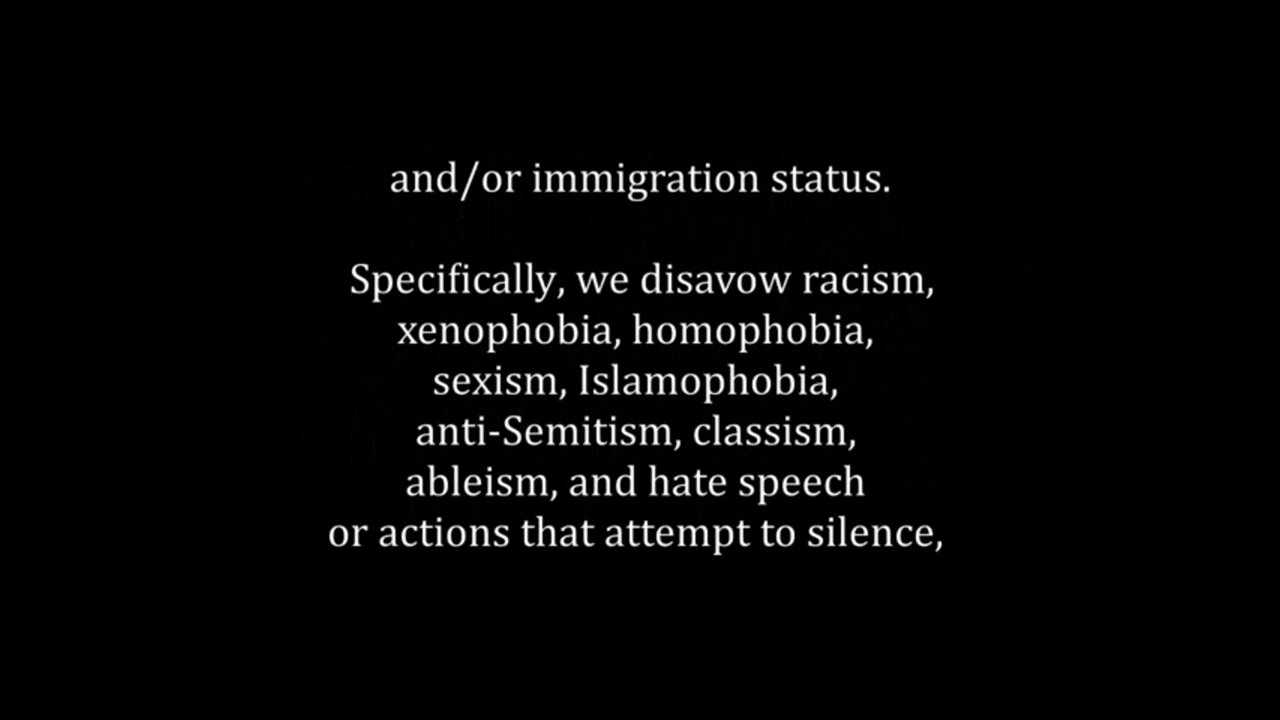 and/or immigration status.
Specifically, we disavow racism,
xenophobia, homophobia,
sexism, Islamophobia,
anti-Semitism, classism,
ableism, and hate speech
or actions that attempt to silence,